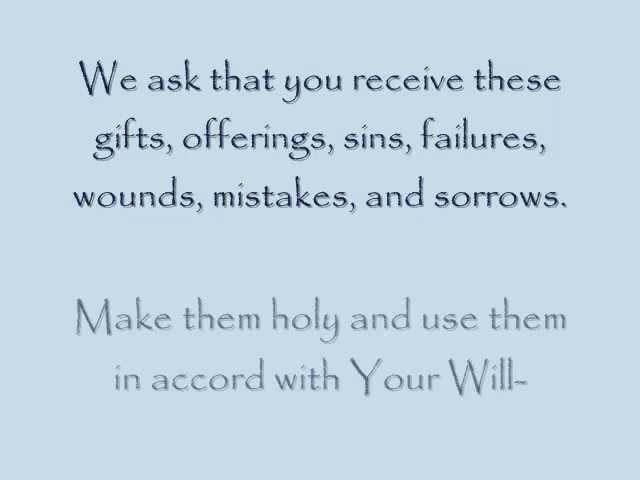 We ask that you receive these
gifts, offerings, sins, failures,
wounds, mistakes, and sorrows.
Make them holy and use them
in accord with Your Will-